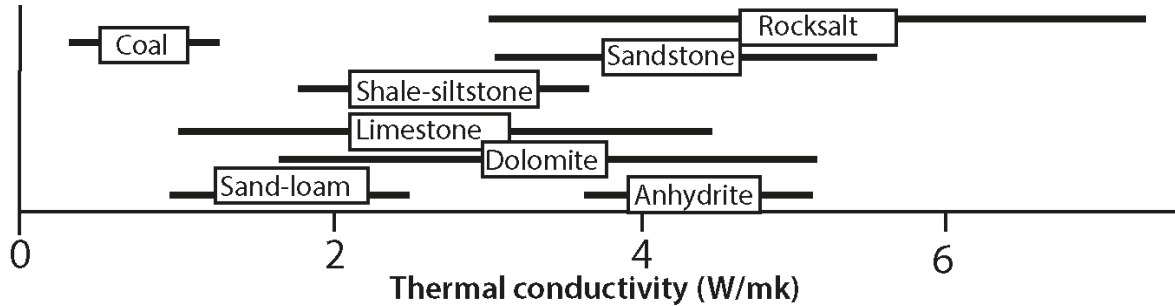 Rocksalt
Coal
Sandstone
Shale-siltstone
Limestone
Dolomite
Sand-loam
Anhydrite
0 2 4 6
Thermal conductivity (W/mk)